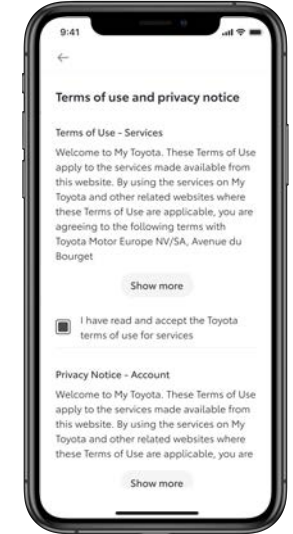 9:41
Terms of use and privacy notice
Terms of Use - Services
Welcome to My Toyota. These Terms of Use
apply to the services made available from
this website. By using the services on My
Toyota and other related websites where
these Terms of Use are applicable, you are
agreeing to the following terms with
Toyota Motor Europe NV/SA, Avenue du
Bourget
Show more
I have read and accept the Toyota
terms of use for services
Privacy Notice - Account
Welcome to My Toyota. These Terms of Use
apply to the services made available from
this website. By using the services on My
Toyota and other related websites where
these Terms of Use are applicable, you are
Show more